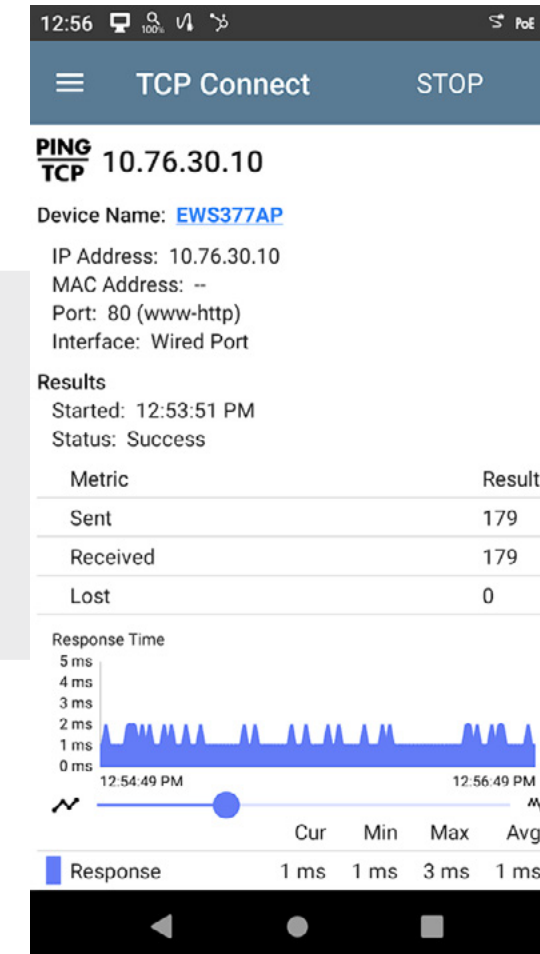 12:56 100% PoE
TCP Connect STOP
PING
TCP 10.76.30.10
Device Name: EWS377AP
IP Address: 10.76.30.10
MAC Address: --
Port: 80 (www-http)
Interface: Wired Port
Results
Started: 12:53:51 PM
Status: Success
Metric Result
Sent 179
Received 179
Lost 0
Response Time
5 ms
4 ms
3 ms
2 ms
1 ms
0 ms
12:54:49 PM 12:56:49 PM
Cur Min Max Avg
Response 1 ms 1 ms 3 ms 1 ms